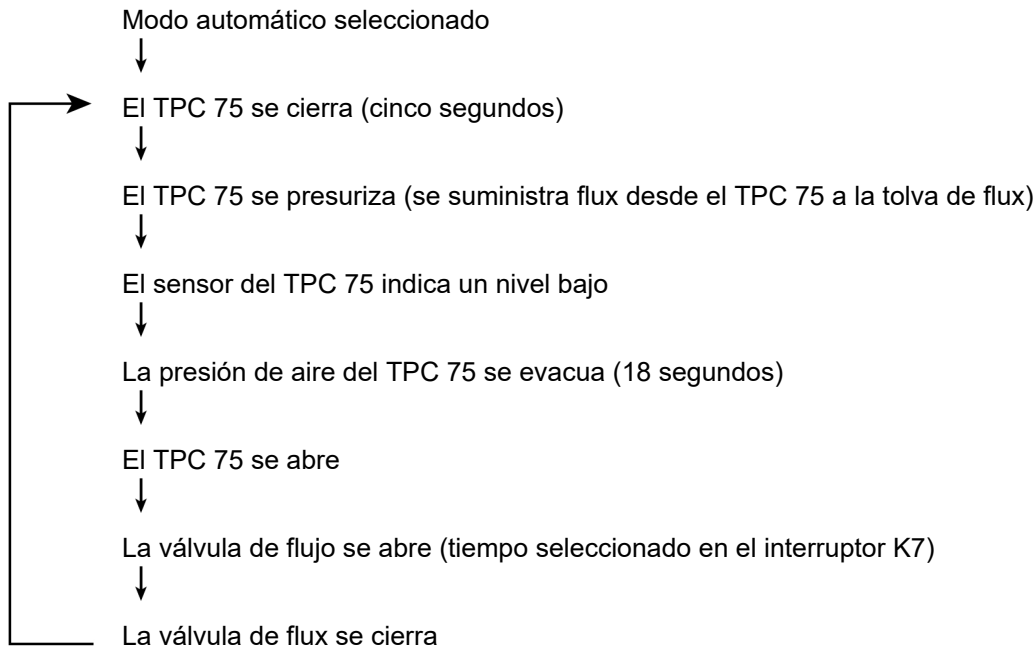 Modo automático seleccionado
El TPC 75 se cierra (cinco segundos)
El TPC 75 se presuriza (se suministra flux desde el TPC 75 a la tolva de flux)
El sensor del TPC 75 indica un nivel bajo
La presión de aire del TPC 75 se evacua (18 segundos)
El TPC 75 se abre
La válvula de flujo se abre (tiempo seleccionado en el interruptor K7)
La válvula de flux se cierra